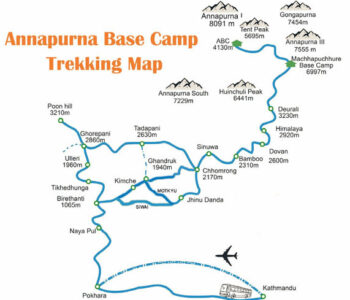 Annapurna I
8091 m
Gongapurna
7454m
Tent Peak
5695m
Annapurna III
7555 m
Annapurna Base Camp
Trekking Map
ABC
4130m
Machhapuchhure
Base Camp
6997m
Annapurna South
7229m
Huinchuli Peak
6441m
Poon hill
3210m
Deurali
3230m
Himalaya
2920m
Ghorepani
2860m
Tadapani
2630m
Sinuwa
Dovan
2600m
Bamboo
2310m
Ulleri
1960m
Ghandruk
1940m
Chhomrong
2170m
Tikhedhunga
Kimche
MOTKYU
Birethanti
1065m
SIWAI
Jhinu Danda
Naya Pul
Pokhara
Kathmandu